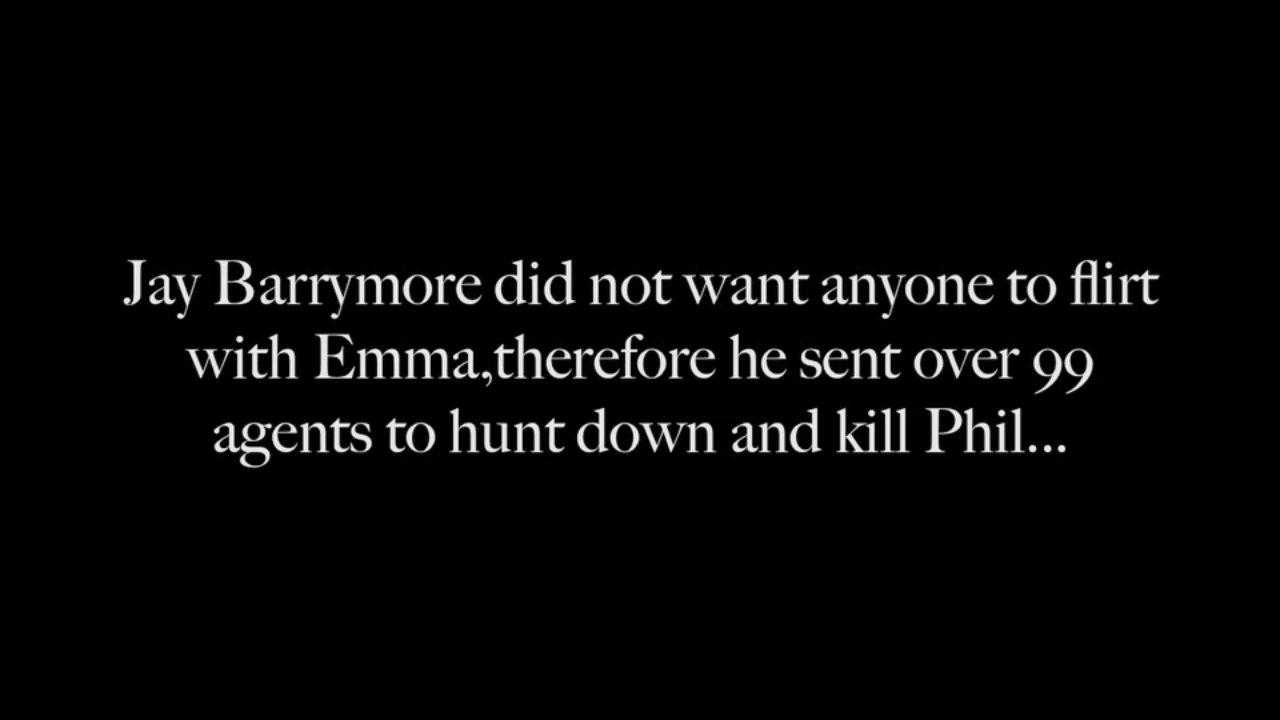 Jay Barrymore did not want anyone to flirt
with Emma,therefore he sent over 99
agents to hunt down and kill Phil...